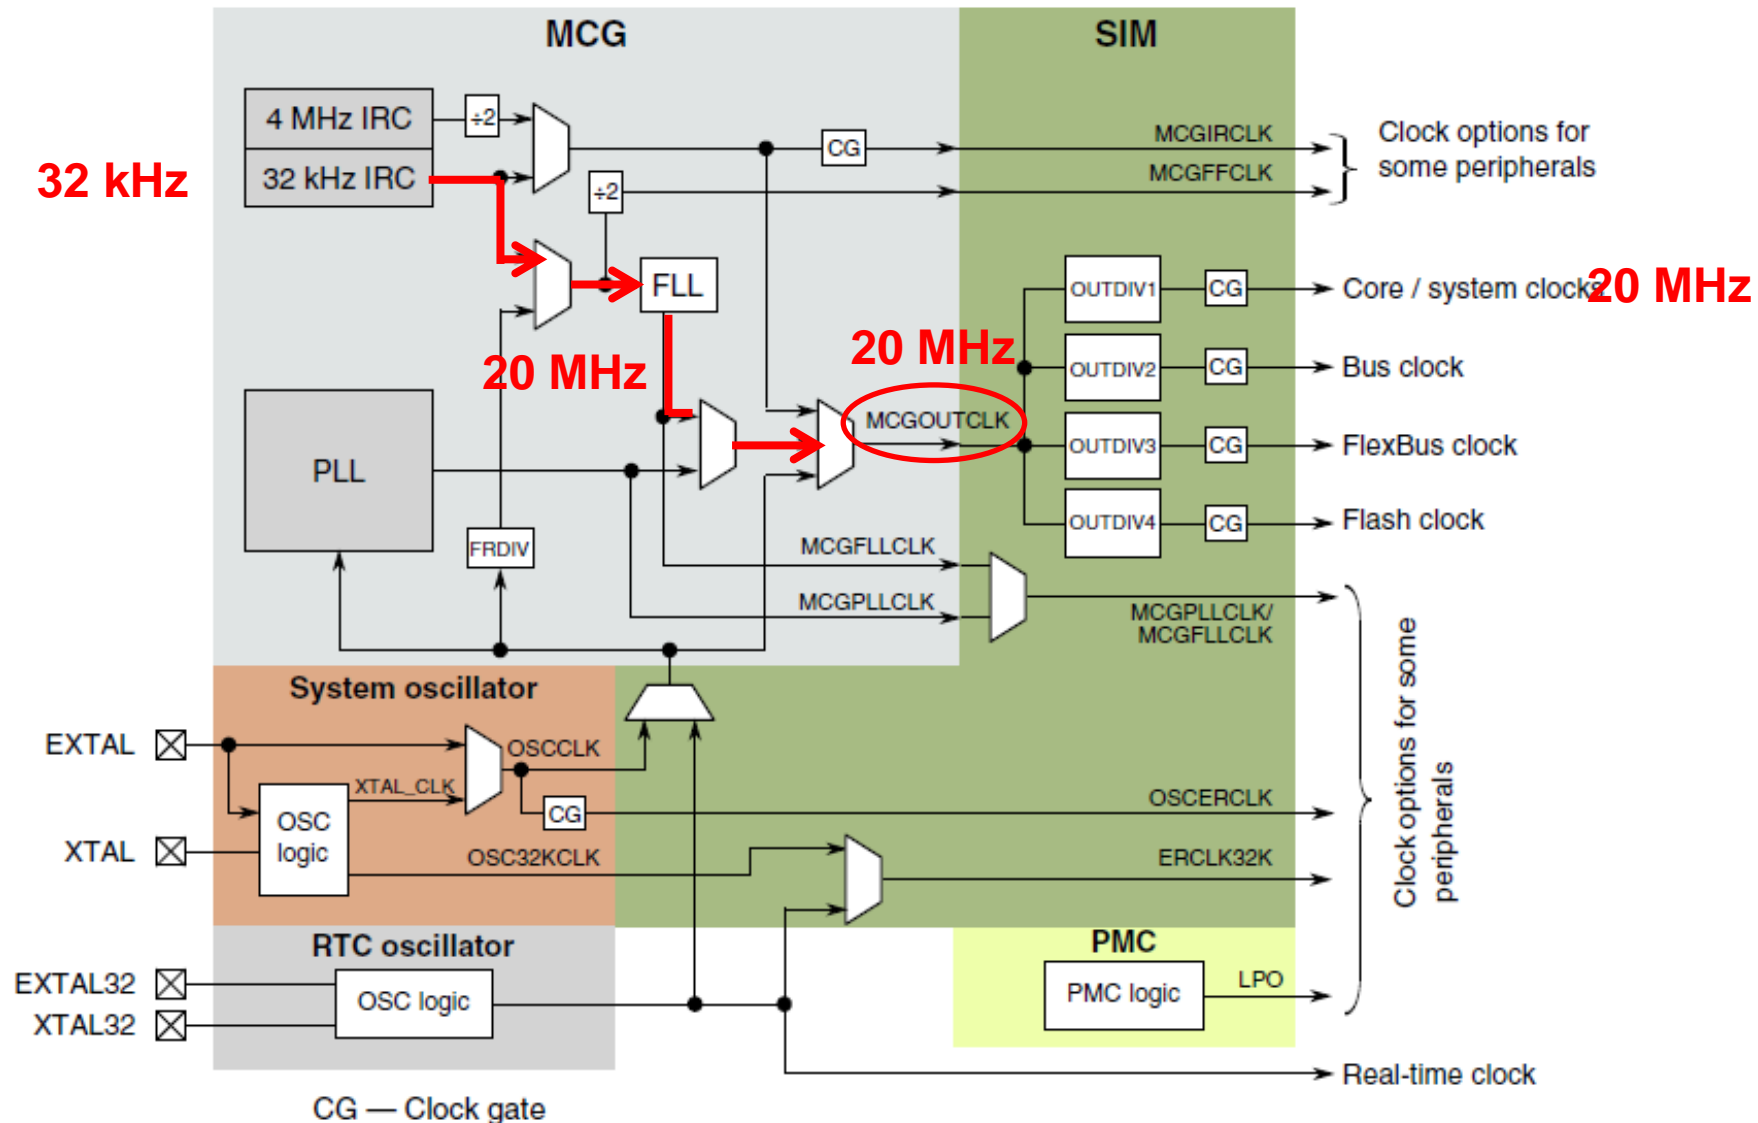 MCG
SIM
4 MHz IRC
÷2
32 kHz IRC
32 kHz
÷2
CG
MCGIRCLK
MCGFFCLK
Clock options for
some peripherals
FLL
20 MHz
20 MHz
MCGOUTCLK
OUTDIV1
CG
Core / system clocks
20 MHz
OUTDIV2
CG
Bus clock
OUTDIV3
CG
FlexBus clock
OUTDIV4
CG
Flash clock
PLL
FRDIV
MCGFLLCLK
MCGPLLCLK
MCGPLLCLK/
MCGFLLCLK
Clock options for some
peripherals
System oscillator
EXTAL
OSCCLK
XTAL_CLK
OSC
logic
CG
OSCERCLK
XTAL
OSC32KCLK
ERCLK32K
RTC oscillator
EXTAL32
XTAL32
OSC logic
PMC
PMC logic
LPO
Real-time clock
CG — Clock gate